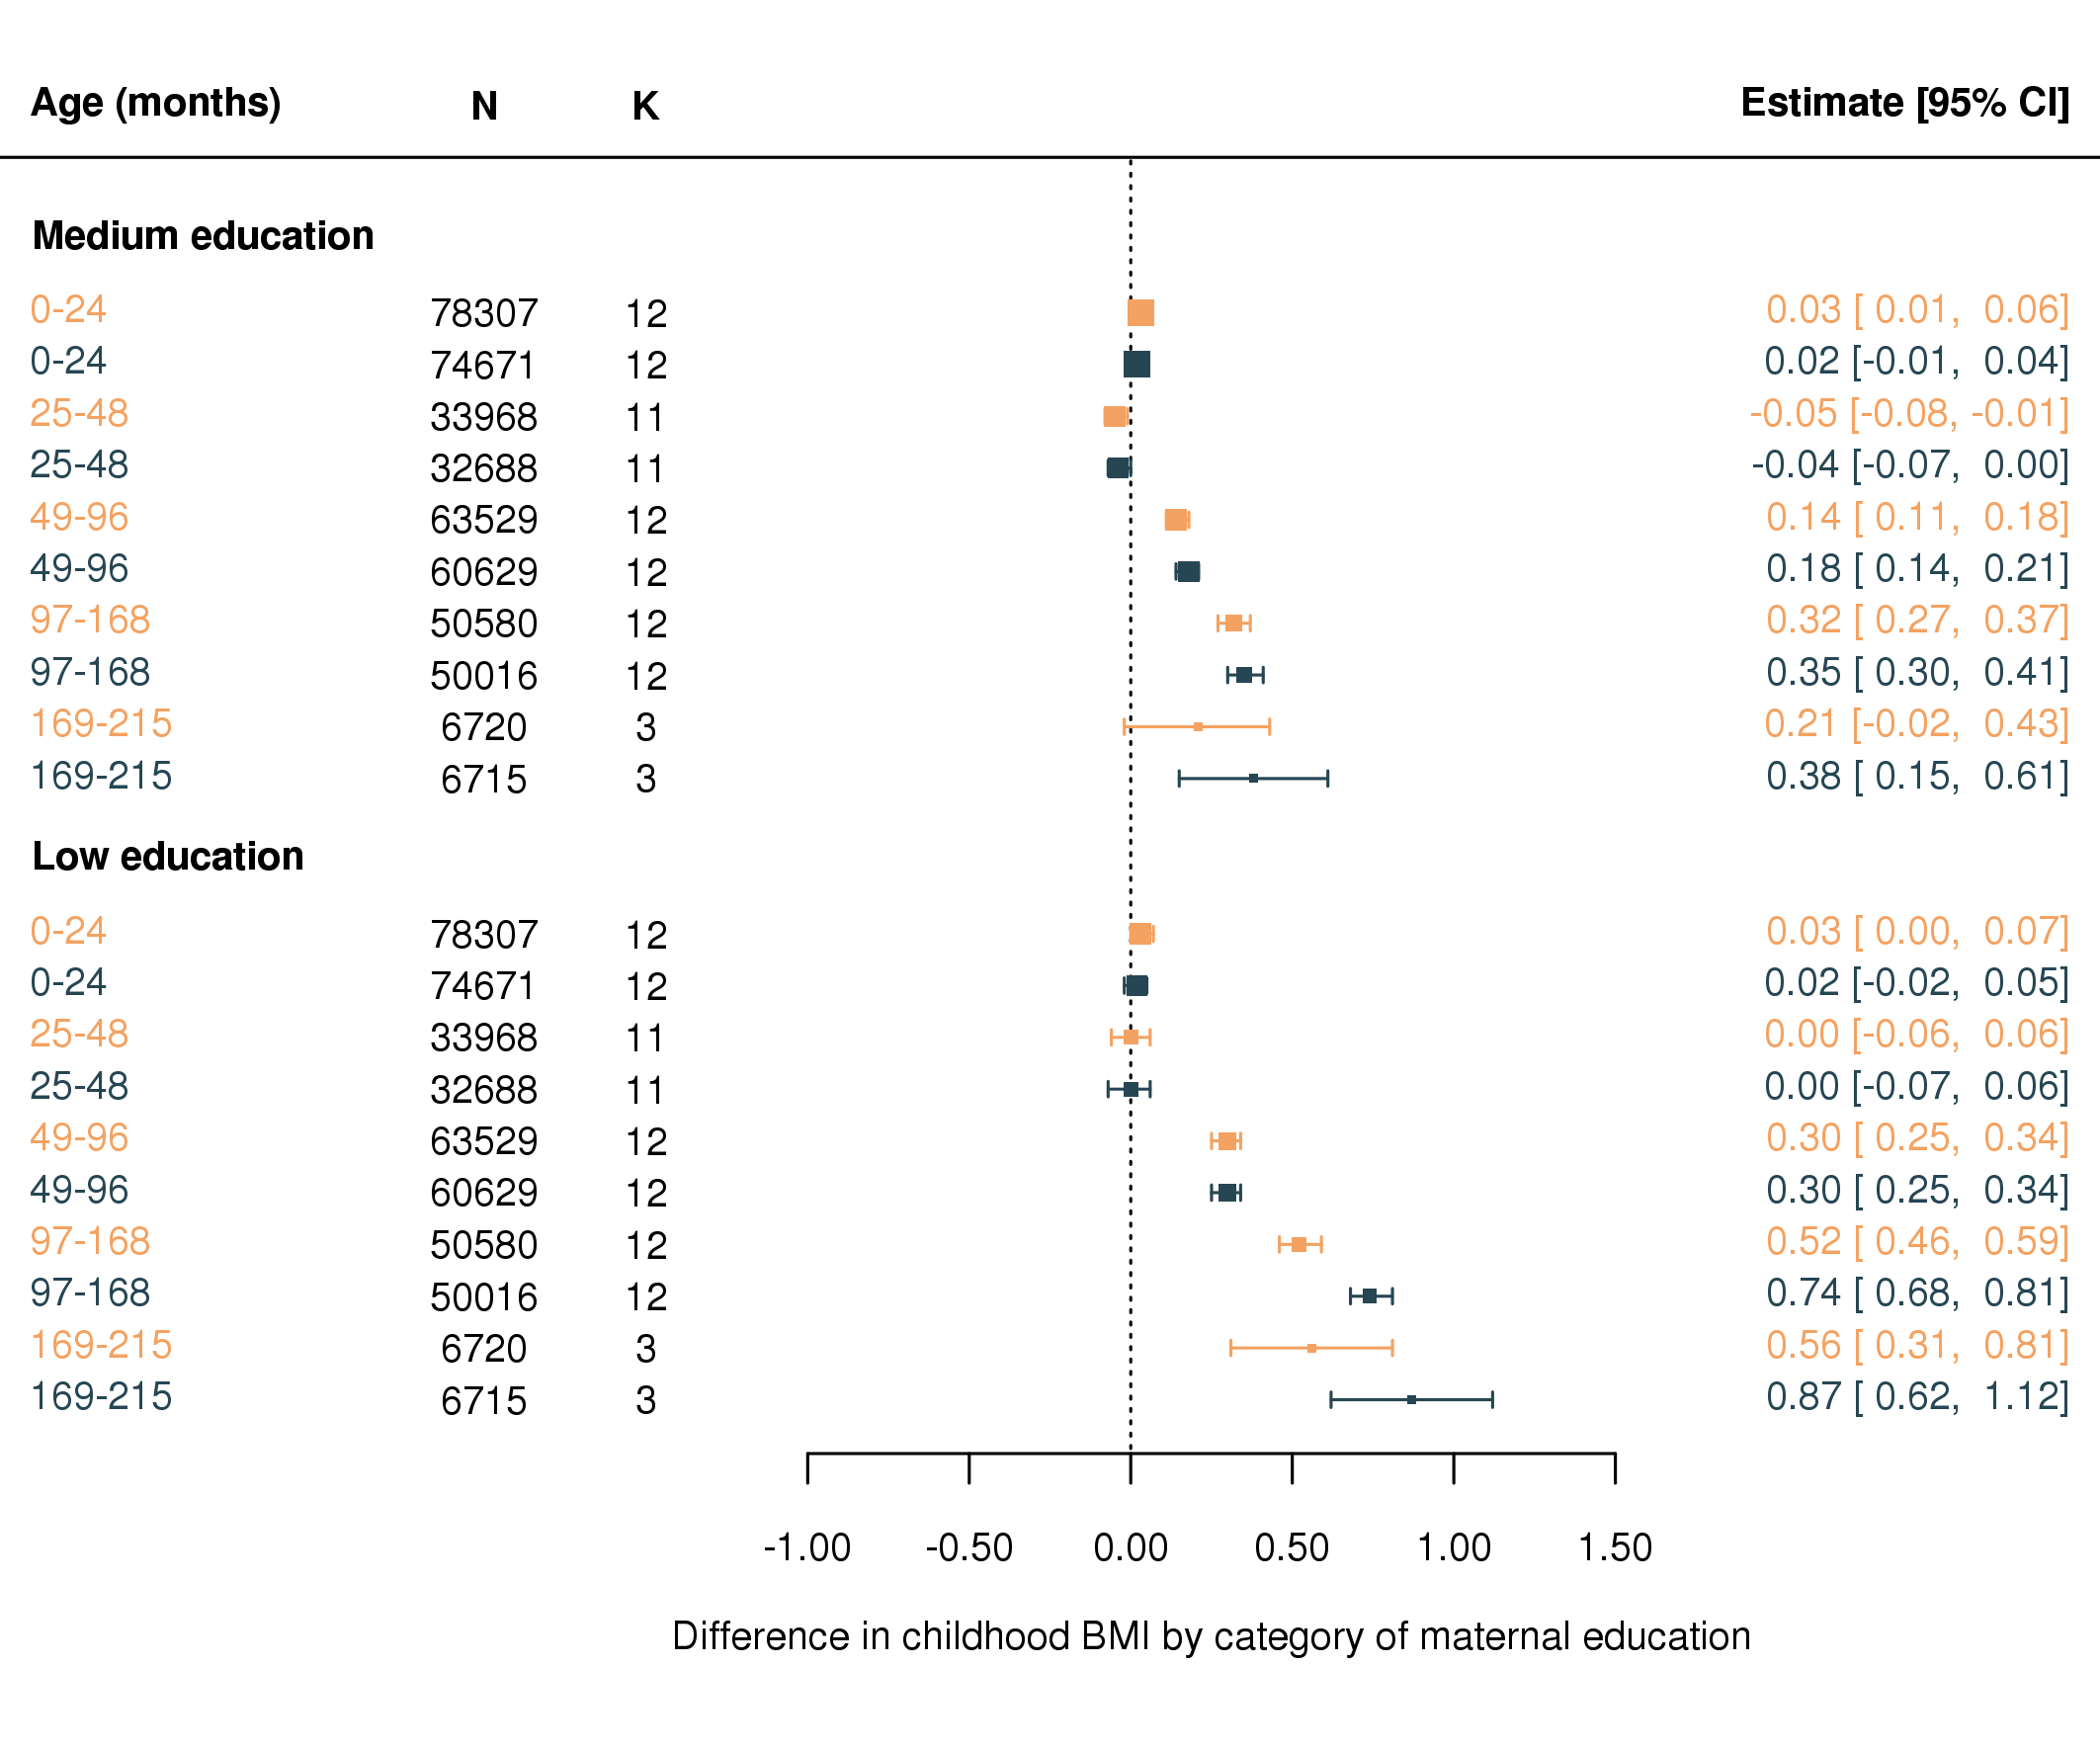 Age (months) N K Estimate [95% CI]
Medium education
0-24 78307 12 0.03 [ 0.01, 0.06]
0-24 74671 12 0.02 [-0.01, 0.04]
25-48 33968 11 -0.05 [-0.08, -0.01]
25-48 32688 11 -0.04 [-0.07, 0.00]
49-96 63529 12 0.14 [ 0.11, 0.18]
49-96 60629 12 0.18 [ 0.14, 0.21]
97-168 50580 12 0.32 [ 0.27, 0.37]
97-168 50016 12 0.35 [ 0.30, 0.41]
169-215 6720 3 0.21 [-0.02, 0.43]
169-215 6715 3 0.38 [ 0.15, 0.61]
Low education
0-24 78307 12 0.03 [ 0.00, 0.07]
0-24 74671 12 0.02 [-0.02, 0.05]
25-48 33968 11 0.00 [-0.06, 0.06]
25-48 32688 11 0.00 [-0.07, 0.06]
49-96 63529 12 0.30 [ 0.25, 0.34]
49-96 60629 12 0.30 [ 0.25, 0.34]
97-168 50580 12 0.52 [ 0.46, 0.59]
97-168 50016 12 0.74 [ 0.68, 0.81]
169-215 6720 3 0.56 [ 0.31, 0.81]
169-215 6715 3 0.87 [ 0.62, 1.12]
-1.00 -0.50 0.00 0.50 1.00 1.50
Difference in childhood BMI by category of maternal education